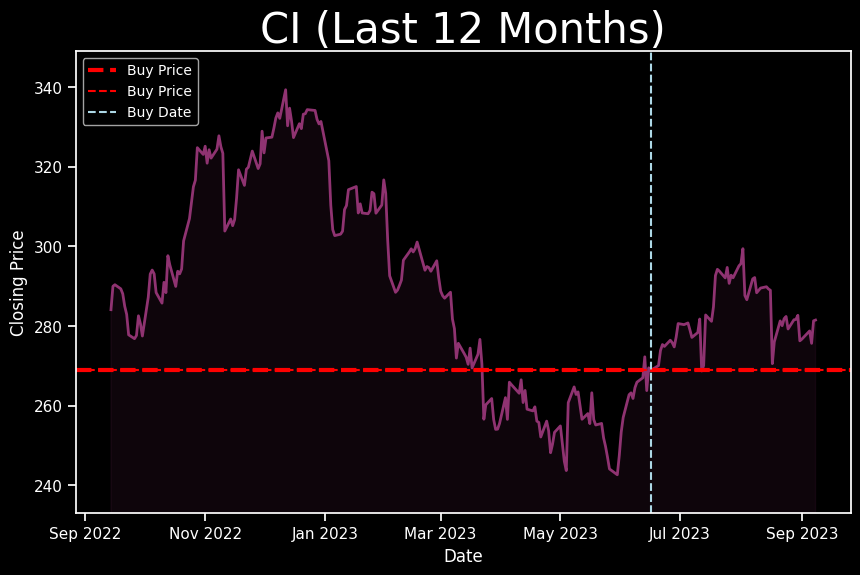 CI (Last 12 Months)
Buy Price
Buy Price
Buy Date
Closing Price
340
320
300
280
260
240
Sep 2022 Nov 2022 Jan 2023 Mar 2023 May 2023 Jul 2023 Sep 2023
Date